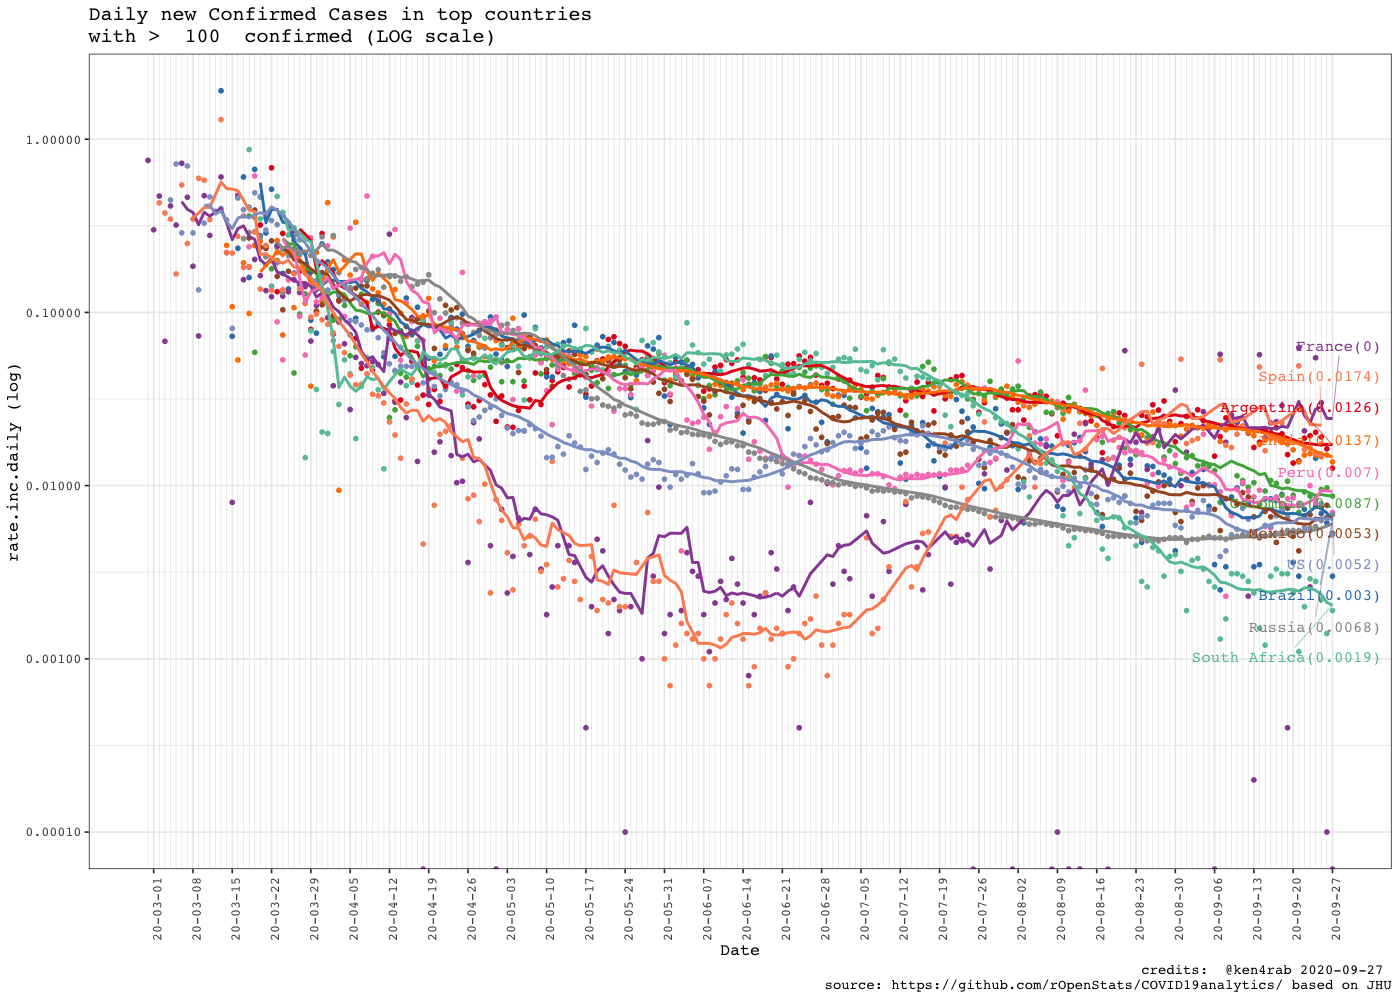 Daily new Confirmed Cases in top countries
with >  100  confirmed (LOG scale)
rate.inc.daily (log)
1.00000
0.10000
0.01000
0.00100
0.00010
France(0)
Spain(0.0174)
Argentina(0.0126)
0.0137)
Peru(0.007)
0.0087)
Mexico(0.0053)
US(0.0052)
Brazil(0.003)
Russia(0.0068)
South Africa(0.0019)
20-03-01
20-03-08
20-03-15
20-03-22
20-03-29
20-04-05
20-04-12
20-04-19
20-04-26
20-05-03
20-05-10
20-05-17
20-05-24
20-05-31
20-06-07
20-06-14
20-06-21
20-06-28
20-07-05
20-07-12
20-07-19
20-07-26
20-08-02
20-08-09
20-08-16
20-08-23
20-08-30
20-09-06
20-09-13
20-09-20
20-09-27
Date
credits:  @ken4rab 2020-09-27
source: https://github.com/rOpenStats/COVID19analytics/ based on JHU